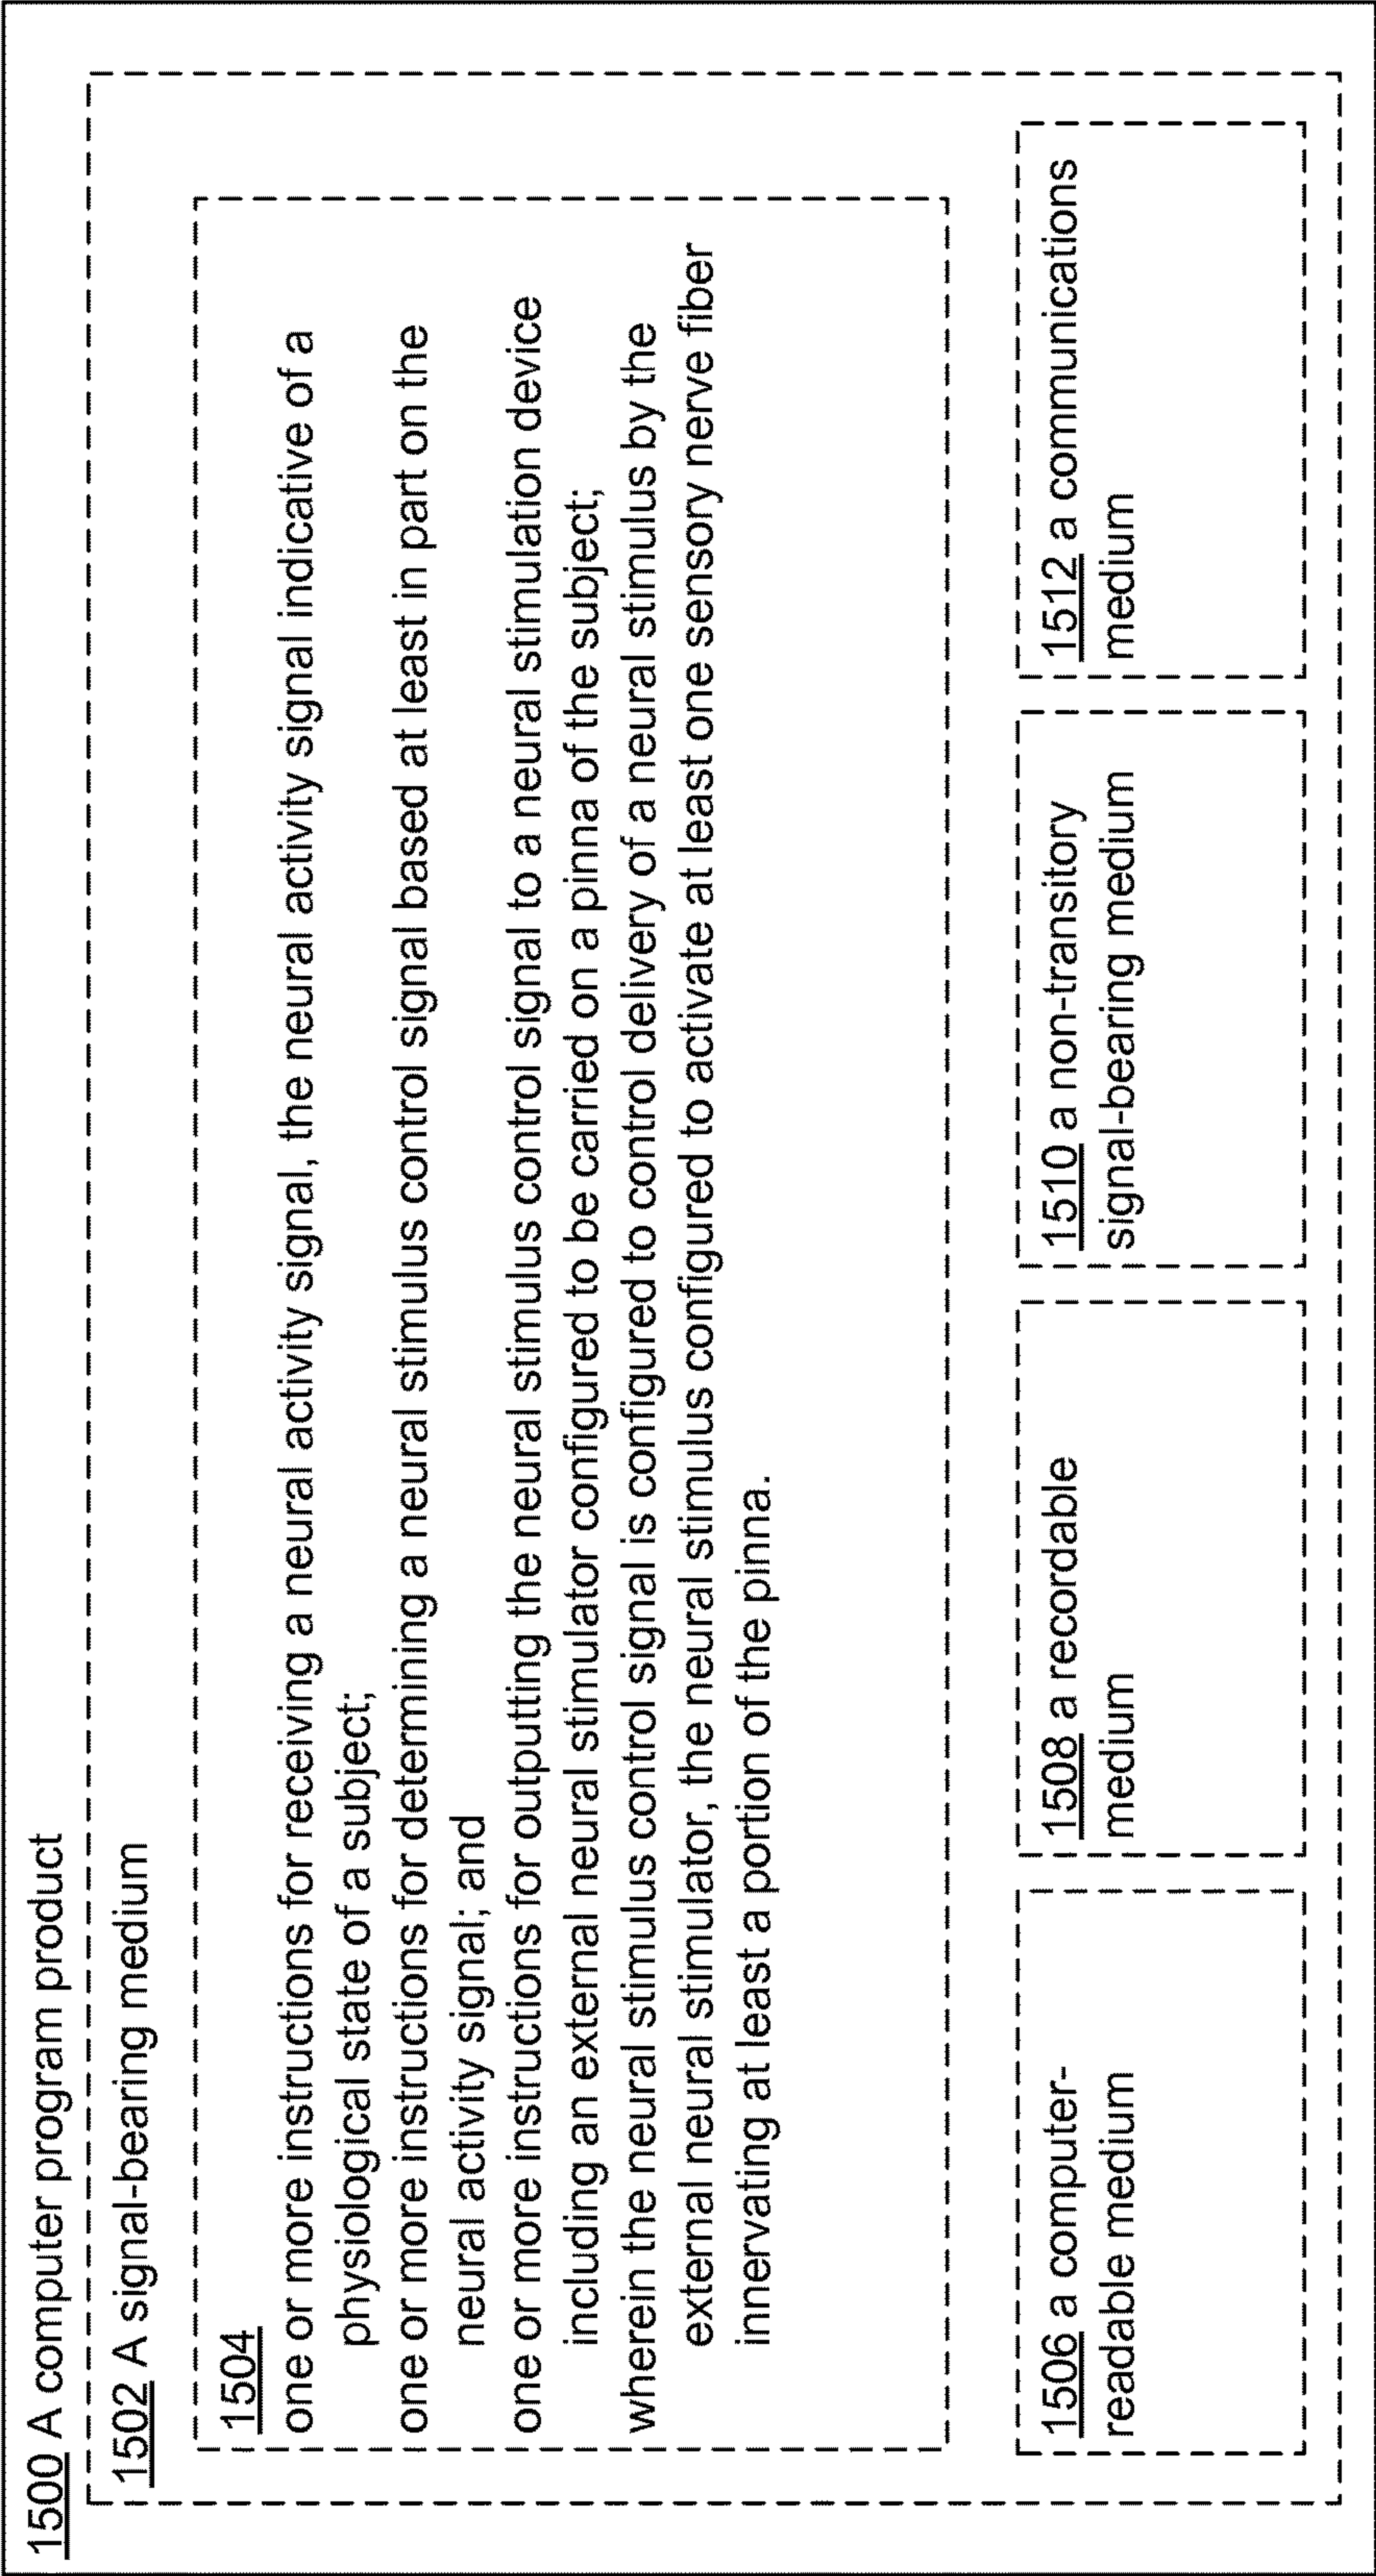 1500 A computer program product
1502 A signal-bearing medium
1504
one or more instructions for receiving a neural activity signal, the neural activity signal indicative of a
physiological state of a subject;
one or more instructions for determining a neural stimulus control signal based at least in part on the
neural activity signal; and
one or more instructions for outputting the neural stimulus control signal to a neural stimulation device
including an external neural stimulator configured to be carried on a pinna of the subject;
wherein the neural stimulus control signal is configured to control delivery of a neural stimulus by the
external neural stimulator, the neural stimulus configured to activate at least one sensory nerve fiber
innervating at least a portion of the pinna.
1506 a computer-
readable medium
1508 a recordable
medium
1510 a non-transitory
signal-bearing medium
1512 a communications
medium